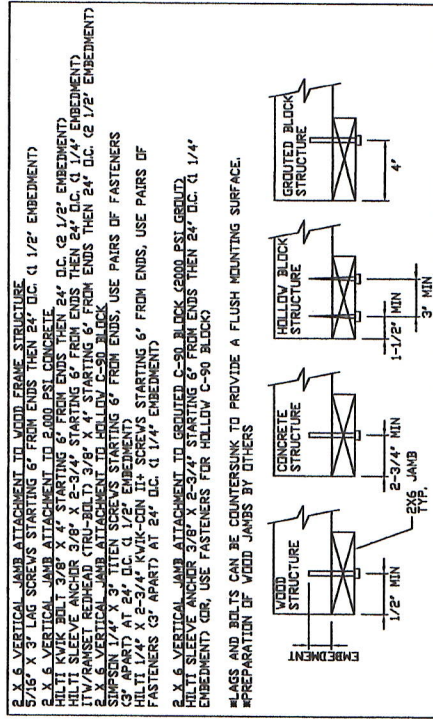 2 X 6 VERTICAL JAMB ATTACHMENT TO WOOD FRAME STRUCTURE
5/16" X 3" LAG SCREWS STARTING 6" FROM ENDS THEN 24" O.C. (1 1/2" EMBEDMENT)
2 X 6 VERTICAL JAMB ATTACHMENT TO 2,000 PSI CONCRETE
HILTI KWIK BOLT 3/8" X 4" STARTING 6" FROM ENDS THEN 24" O.C. (2 1/2" EMBEDMENT)
HILTI SLEEVE ANCHOR 3/8" X 2-3/4" STARTING 6" FROM ENDS THEN 24" O.C. (1 1/4" EMBEDMENT)
ITW/RAMSET REDHEAD (TRU-BOLT) 3/8" X 4" STARTING 6" FROM ENDS THEN 24" O.C. (2 1/2" EMBEDMENT)
2 X 6 VERTICAL JAMB ATTACHMENT TO HOLLOW C-90 BLOCK
SIMPSON 1/4" X 3" TITEN SCREWS STARTING 6" FROM ENDS, USE PAIRS OF FASTENERS
(3" APART) AT 24" O.C. (1 1/2" EMBEDMENT)
HILTI 1/4" X 2-3/4" KWIK-CON II+ SCREWS STARTING 6" FROM ENDS, USE PAIRS OF
FASTENERS (3" APART) AT 24" O.C. (1 1/4" EMBEDMENT)
2 X 6 VERTICAL JAMB ATTACHMENT TO GROUTED C-90 BLOCK (2000 PSI GROUT)
HILTI SLEEVE ANCHOR 3/8" X 2-3/4" STARTING 6" FROM ENDS THEN 24" O.C. (1 1/4"
EMBEDMENT) (OR, USE FASTENERS FOR HOLLOW C-90 BLOCK)
*LAGS AND BOLTS CAN BE COUNTERSUNK TO PROVIDE A FLUSH MOUNTING SURFACE.
*PREPARATION OF WOOD JAMBS BY OTHERS
WOOD
STRUCTURE
EMBEDMENT
1/2" MIN
CONCRETE
STRUCTURE
2-3/4" MIN
2X6 JAMB
TYP.
HOLLOW BLOCK
STRUCTURE
1-1/2" MIN
3" MIN
GROUTED BLOCK
STRUCTURE
4"